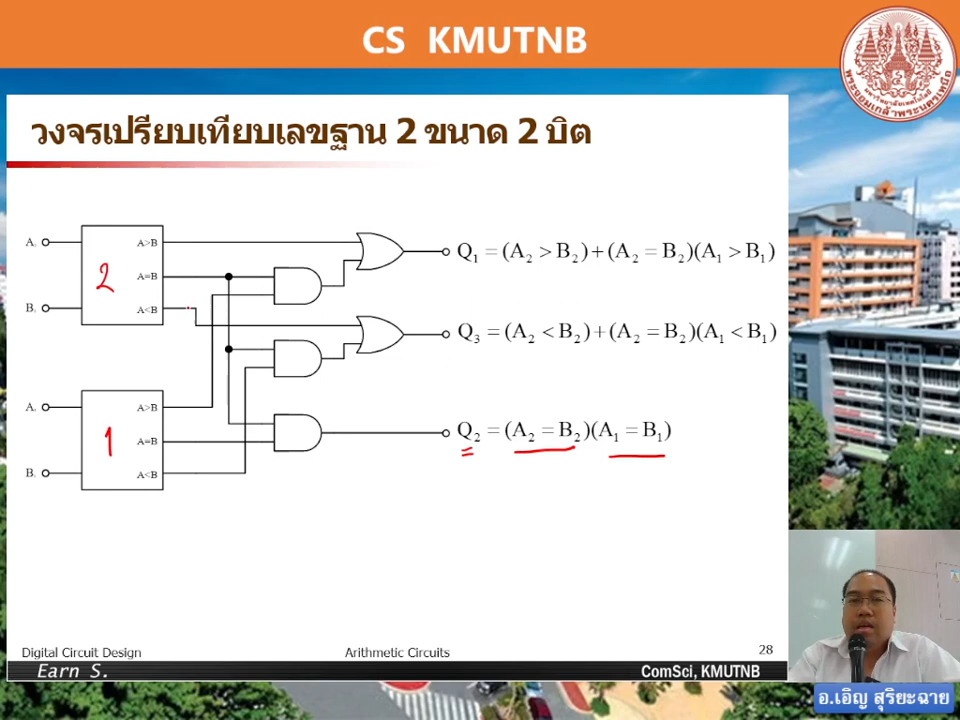 CS KMUTNB
วงจรเปรียบเทียบเลขฐาน 2 ขนาด 2 บิต
A. A>B
2
A=B
B. A<B
Q₁ = (A₂ > B₂) + (A₂ = B₂)(A₁ > B₁)
Q₃ = (A₂ < B₂) + (A₂ = B₂)(A₁ < B₁)
A. A>B
1
A=B
B. A<B
Q₂ = (A₂ = B₂)(A₁ = B₁)
Digital Circuit Design Arithmetic Circuits 28
Earn S. ComSci, KMUTNB
อ.เอิญ สุริยะฉาย